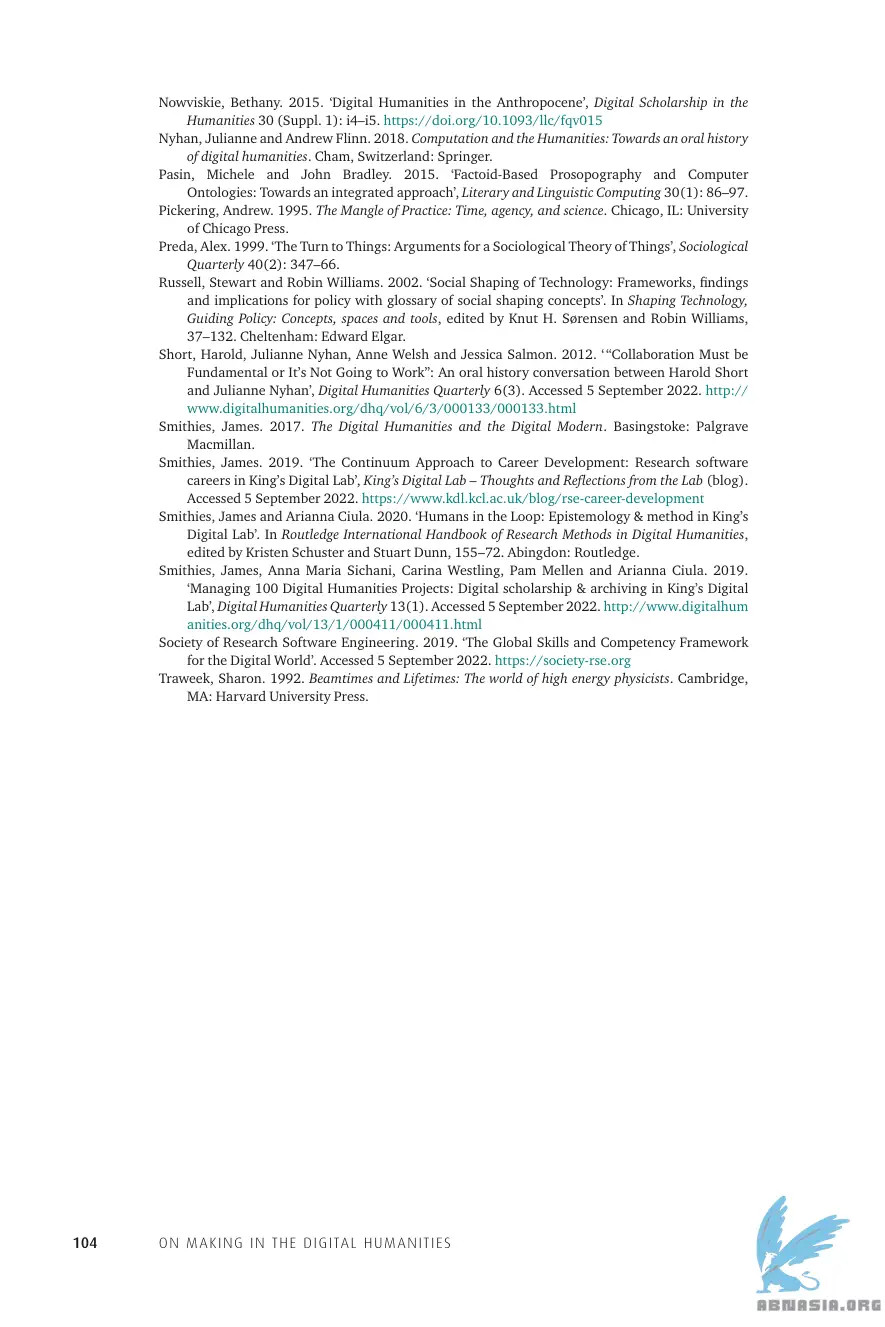 Nowviskie, Bethany. 2015. ‘Digital Humanities in the Anthropocene’, Digital Scholarship in the
Humanities 30 (Suppl. 1): i4–i5. https://doi.org/10.1093/llc/fqv015
Nyhan, Julianne and Andrew Flinn. 2018. Computation and the Humanities: Towards an oral history
of digital humanities. Cham, Switzerland: Springer.
Pasin, Michele and John Bradley. 2015. ‘Factoid-Based Prosopography and Computer
Ontologies: Towards an integrated approach’, Literary and Linguistic Computing 30(1): 86–97.
Pickering, Andrew. 1995. The Mangle of Practice: Time, agency, and science. Chicago, IL: University
of Chicago Press.
Preda, Alex. 1999. ‘The Turn to Things: Arguments for a Sociological Theory of Things’, Sociological
Quarterly 40(2): 347–66.
Russell, Stewart and Robin Williams. 2002. ‘Social Shaping of Technology: Frameworks, findings
and implications for policy with glossary of social shaping concepts’. In Shaping Technology,
Guiding Policy: Concepts, spaces and tools, edited by Knut H. Sørensen and Robin Williams,
37–132. Cheltenham: Edward Elgar.
Short, Harold, Julianne Nyhan, Anne Welsh and Jessica Salmon. 2012. ‘“Collaboration Must be
Fundamental or It’s Not Going to Work”: An oral history conversation between Harold Short
and Julianne Nyhan’, Digital Humanities Quarterly 6(3). Accessed 5 September 2022. http://
www.digitalhumanities.org/dhq/vol/6/3/000133/000133.html
Smithies, James. 2017. The Digital Humanities and the Digital Modern. Basingstoke: Palgrave
Macmillan.
Smithies, James. 2019. ‘The Continuum Approach to Career Development: Research software
careers in King’s Digital Lab’, King’s Digital Lab – Thoughts and Reflections from the Lab (blog).
Accessed 5 September 2022. https://www.kdl.kcl.ac.uk/blog/rse-career-development
Smithies, James and Arianna Ciula. 2020. ‘Humans in the Loop: Epistemology & method in King’s
Digital Lab’. In Routledge International Handbook of Research Methods in Digital Humanities,
edited by Kristen Schuster and Stuart Dunn, 155–72. Abingdon: Routledge.
Smithies, James, Anna Maria Sichani, Carina Westling, Pam Mellen and Arianna Ciula. 2019.
‘Managing 100 Digital Humanities Projects: Digital scholarship & archiving in King’s Digital
Lab’, Digital Humanities Quarterly 13(1). Accessed 5 September 2022. http://www.digitalhum
anities.org/dhq/vol/13/1/000411/000411.html
Society of Research Software Engineering. 2019. ‘The Global Skills and Competency Framework
for the Digital World’. Accessed 5 September 2022. https://society-rse.org
Traweek, Sharon. 1992. Beamtimes and Lifetimes: The world of high energy physicists. Cambridge,
MA: Harvard University Press.
104 ON MAKING IN THE DIGITAL HUMANITIES
ABNASIA.ORG